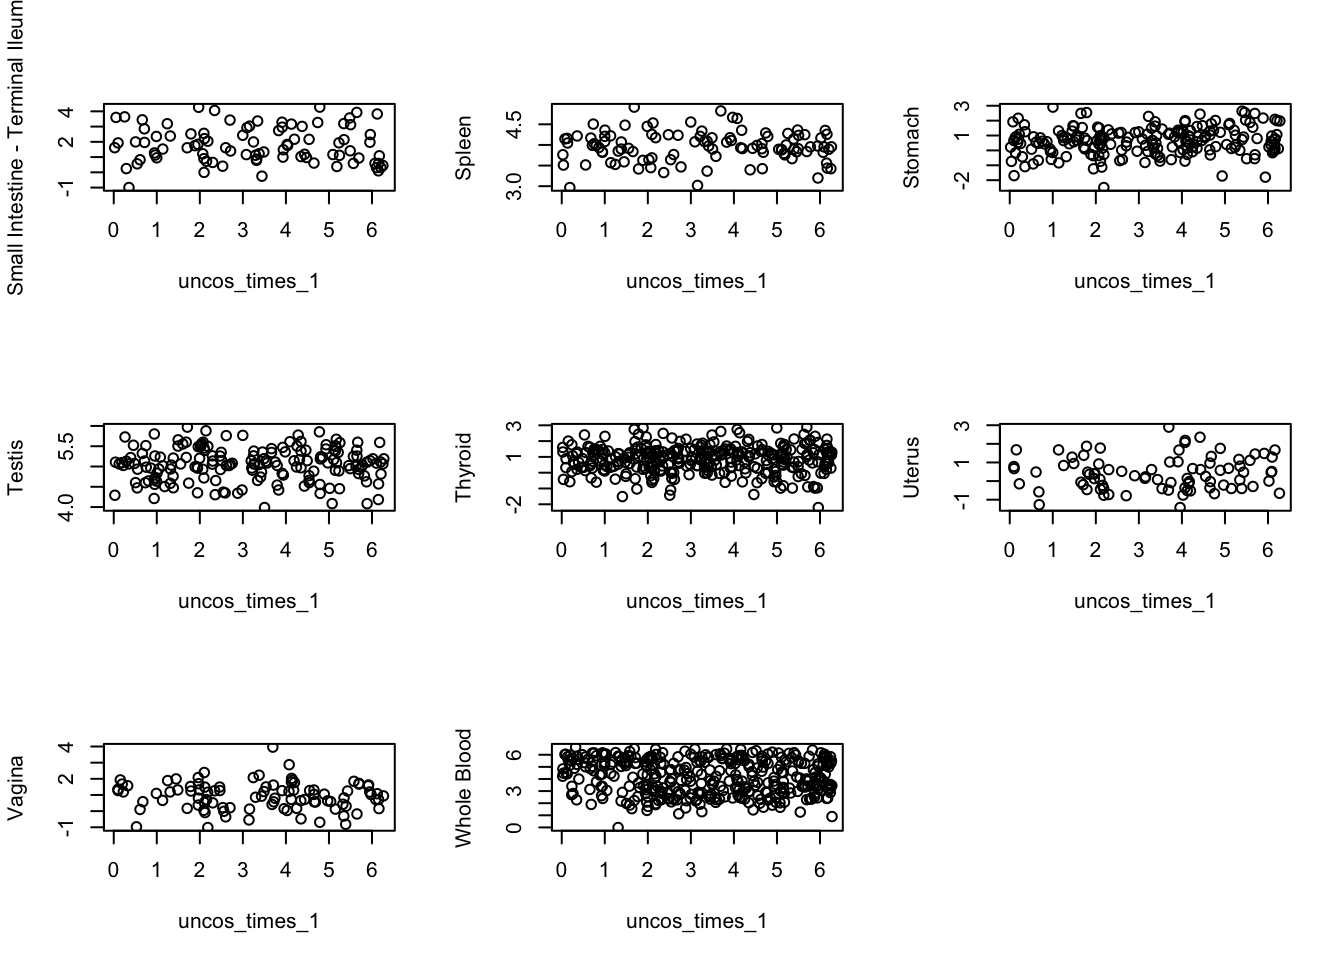 Small Intestine - Terminal Ileum
4
2
-1
0 1 2 3 4 5 6
uncos_times_1
Spleen
4.5
3.0
0 1 2 3 4 5 6
uncos_times_1
Stomach
3
1
-2
0 1 2 3 4 5 6
uncos_times_1
Testis
5.5
4.0
0 1 2 3 4 5 6
uncos_times_1
Thyroid
3
1
-2
0 1 2 3 4 5 6
uncos_times_1
Uterus
3
1
-1
0 1 2 3 4 5 6
uncos_times_1
Vagina
4
2
-1
0 1 2 3 4 5 6
uncos_times_1
Whole Blood
6
3
0
0 1 2 3 4 5 6
uncos_times_1